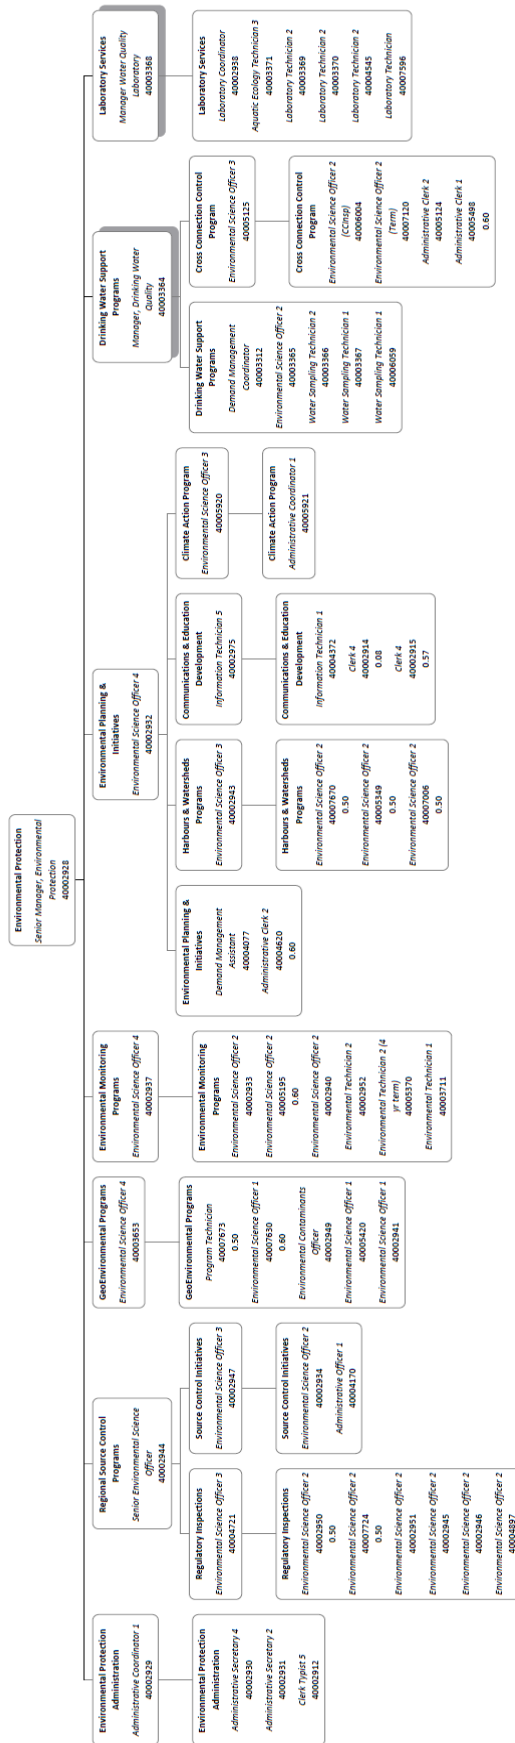 Environmental Protection
Senior Manager, Environmental
Protection
40002928
Environmental Protection
Administration
Administrative Coordinator 1
40002929
Environmental Protection
Administration
Administrative Secretary 4
40002930
Administrative Secretary 2
40002931
Clerk Typist 5
40002912
Regional Source Control
Programs
Senior Environmental Science
Officer
40002944
Regulatory Inspections
Environmental Science Officer 3
40004721
Regulatory Inspections
Environmental Science Officer 2
40002950
0.50
Environmental Science Officer 2
40007724
0.50
Environmental Science Officer 2
40002951
Environmental Science Officer 2
40002945
Environmental Science Officer 2
40002946
Environmental Science Officer 2
40004897
Source Control Initiatives
Environmental Science Officer 3
40002947
Source Control Initiatives
Environmental Science Officer 2
40002934
Administrative Officer 1
40004170
GeoEnvironmental Programs
Environmental Science Officer 4
40003653
GeoEnvironmental Programs
Program Technician
40007673
0.50
Environmental Science Officer 1
40007630
0.60
Environmental Contaminants
Officer
40002949
Environmental Science Officer 1
40005420
Environmental Science Officer 1
40002941
Environmental Monitoring
Programs
Environmental Science Officer 4
40002937
Environmental Monitoring
Programs
Environmental Science Officer 2
40002933
Environmental Science Officer 2
40005195
0.60
Environmental Science Officer 2
40002940
Environmental Technician 2
40002952
Environmental Technician 2 (4
yr term)
40005370
Environmental Technician 1
40003711
Environmental Planning &
Initiatives
Environmental Science Officer 4
40002932
Environmental Planning &
Initiatives
Demand Management
Assistant
40004077
Administrative Clerk 2
40004620
0.60
Harbours & Watersheds
Programs
Environmental Science Officer 3
40002943
Harbours & Watersheds
Programs
Environmental Science Officer 2
40007670
0.50
Environmental Science Officer 2
40005349
0.50
Environmental Science Officer 2
40007006
0.50
Communications & Education
Development
Information Technician 5
40002975
Communications & Education
Development
Information Technician 1
40004372
Clerk 4
40002914
0.08
Clerk 4
40002915
0.57
Climate Action Program
Environmental Science Officer 3
40005920
Climate Action Program
Administrative Coordinator 1
40005921
Drinking Water Support
Programs
Manager, Drinking Water
Quality
40003364
Drinking Water Support
Programs
Demand Management
Coordinator
40003312
Environmental Science Officer 2
40003365
Water Sampling Technician 2
40003366
Water Sampling Technician 1
40003367
Water Sampling Technician 1
40006059
Cross Connection Control
Program
Environmental Science Officer 3
40005125
Cross Connection Control
Program
Environmental Science Officer 2
(CCInsp)
40006004
Environmental Science Officer 2
(Term)
40007120
Administrative Clerk 2
40005124
Administrative Clerk 1
40005498
0.60
Laboratory Services
Manager Water Quality
Laboratory
40003368
Laboratory Services
Laboratory Coordinator
40002938
Aquatic Ecology Technician 3
40003371
Laboratory Technician 2
40003369
Laboratory Technician 2
40003370
Laboratory Technician 2
40004545
Laboratory Technician
40007596